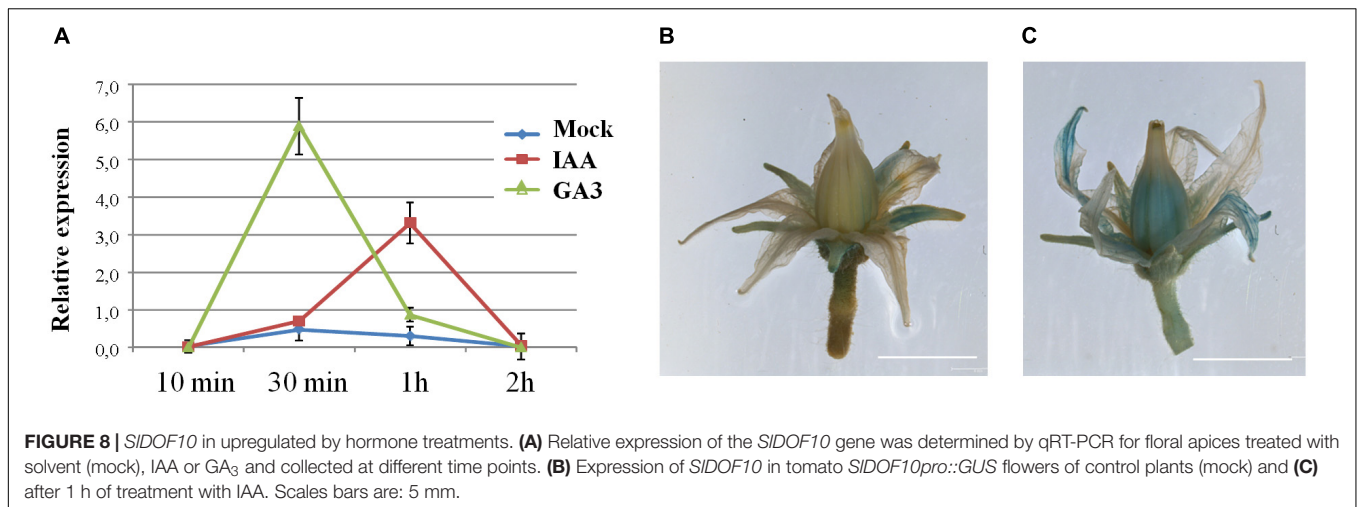 A
B
C
7,0
6,0
5,0
4,0
3,0
2,0
1,0
0,0
Relative expression
Mock
IAA
GA3
10 min 30 min 1h 2h
FIGURE 8 | SlDOF10 in upregulated by hormone treatments. (A) Relative expression of the SlDOF10 gene was determined by qRT-PCR for floral apices treated with
solvent (mock), IAA or GA3 and collected at different time points. (B) Expression of SlDOF10 in tomato SlDOF10pro::GUS flowers of control plants (mock) and (C)
after 1 h of treatment with IAA. Scales bars are: 5 mm.